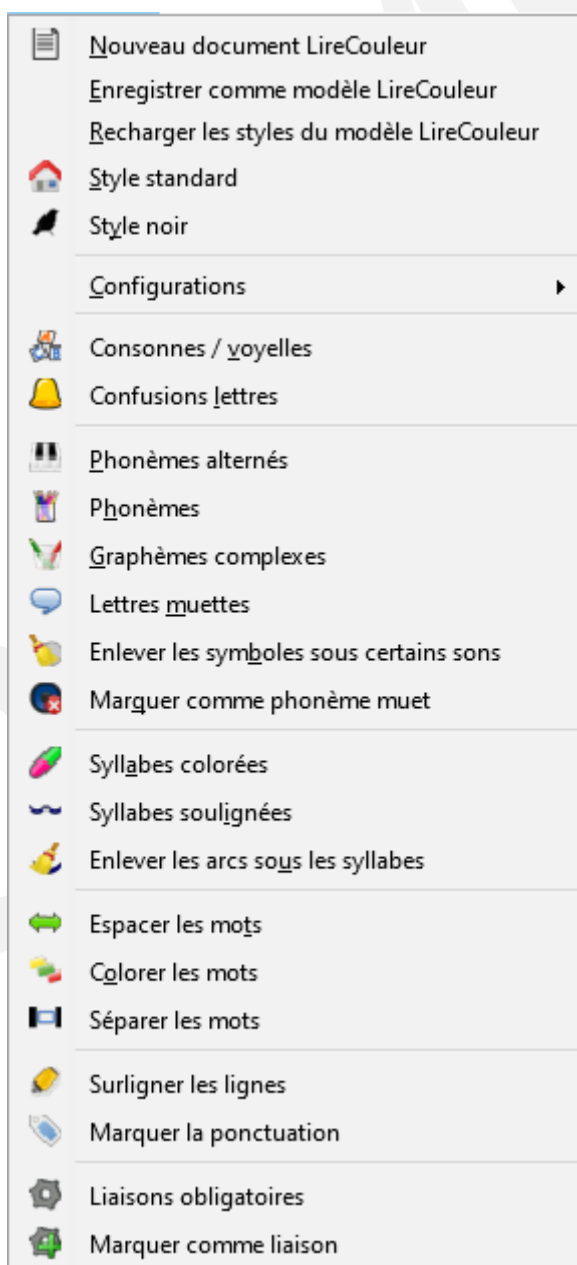 Nouveau document LireCouleur
Enregistrer comme modèle LireCouleur
Recharger les styles du modèle LireCouleur
Style standard
Style noir
Configurations
Consonnes / voyelles
Confusions lettres
Phonèmes alternés
Phonèmes
Graphèmes complexes
Lettres muettes
Enlever les symboles sous certains sons
Marquer comme phonème muet
Syllabes colorées
Syllabes soulignées
Enlever les arcs sous les syllabes
Espacer les mots
Colorer les mots
Séparer les mots
Surligner les lignes
Marquer la ponctuation
Liaisons obligatoires
Marquer comme liaison